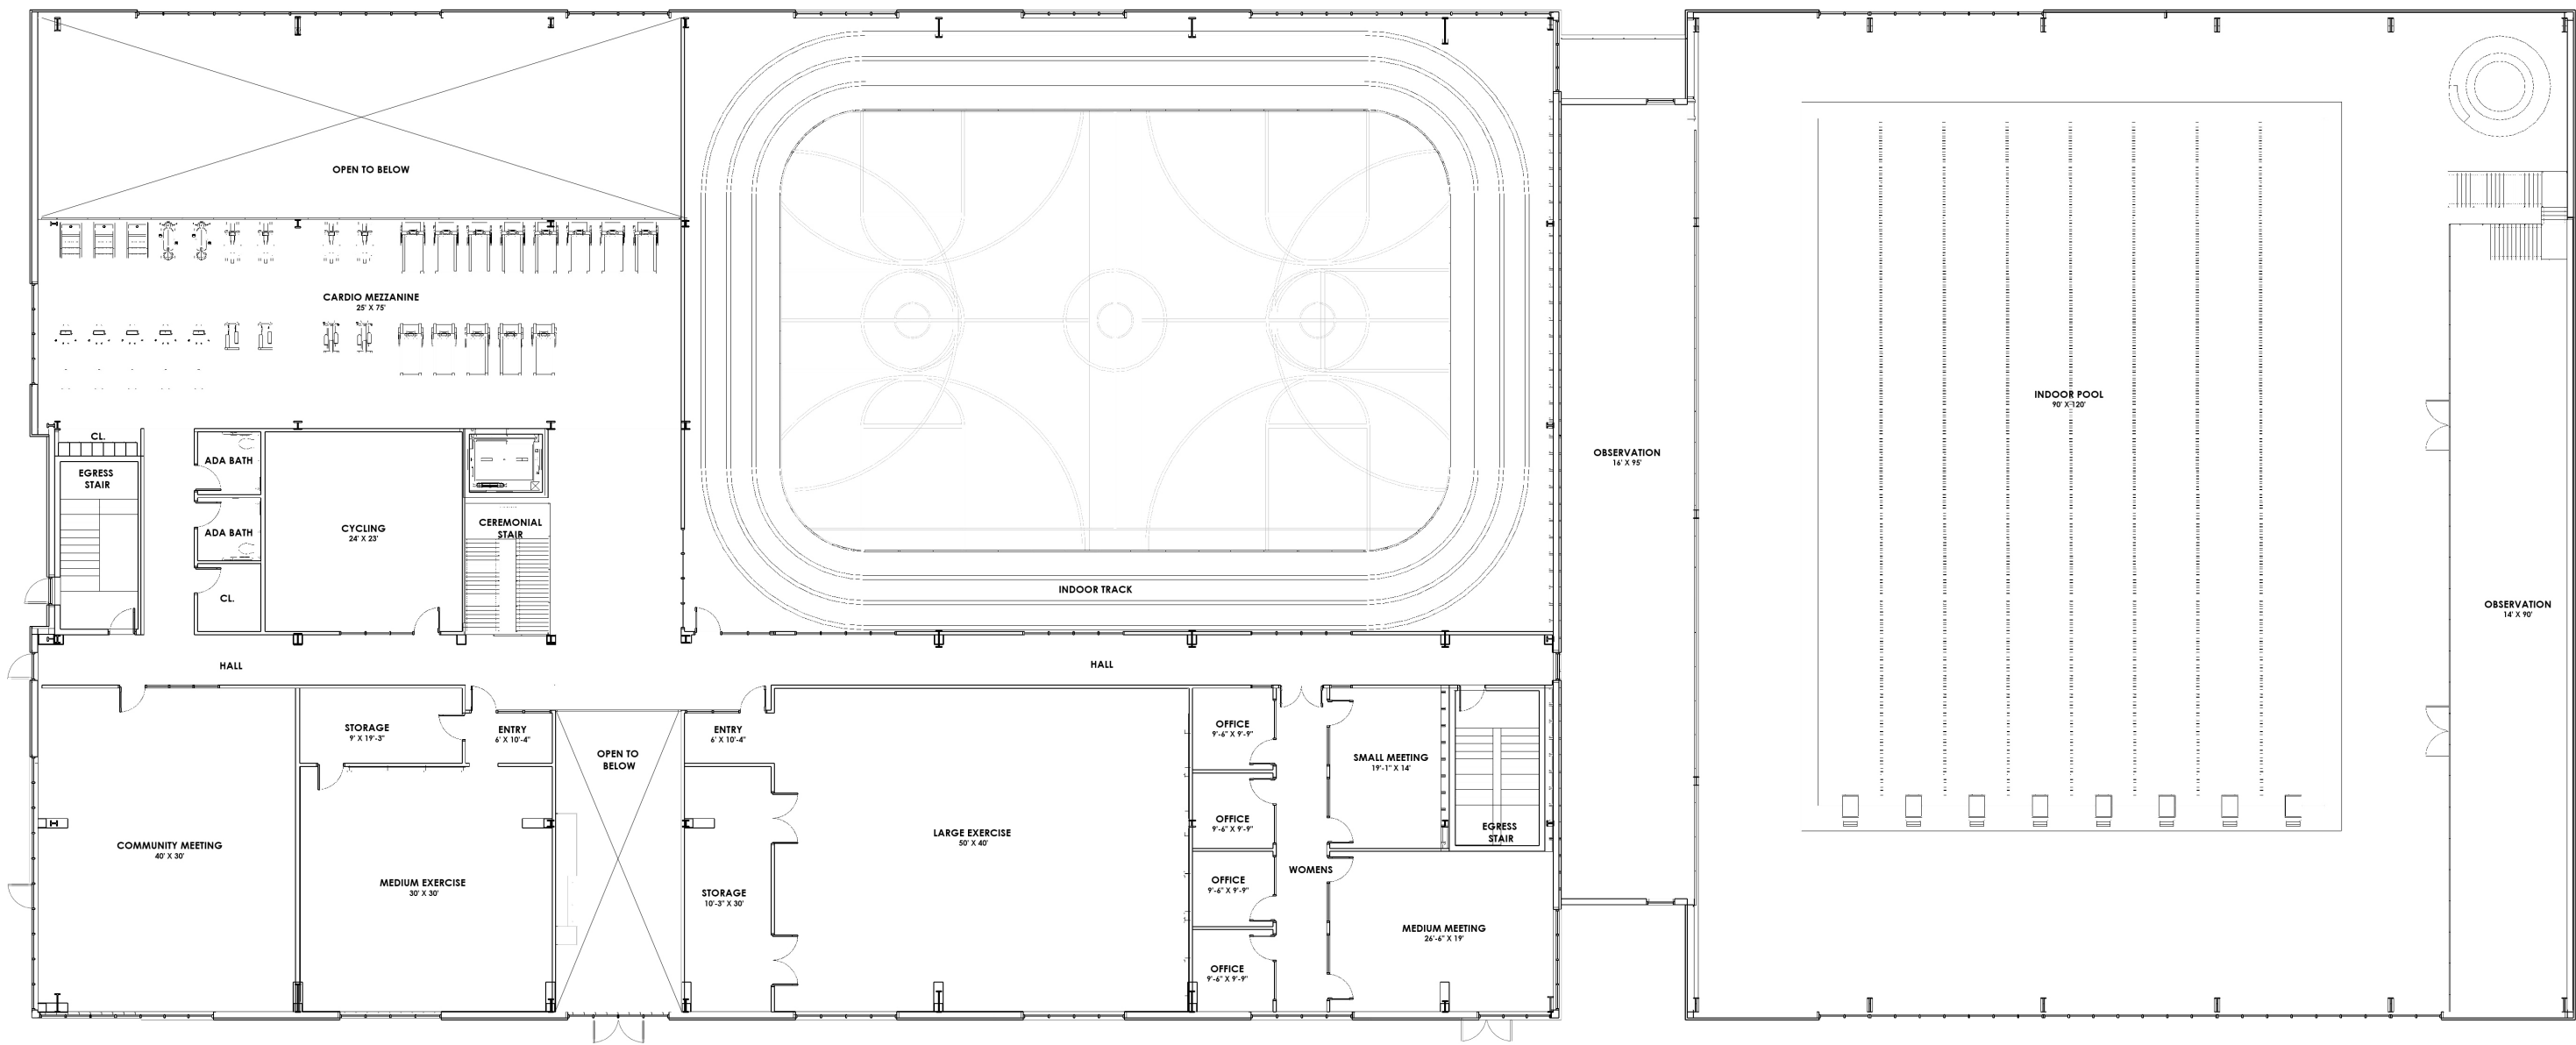 OPEN TO BELOW
CARDIO MEZZANINE
25' X 75'
CL.
EGRESS
STAIR
ADA BATH
ADA BATH
CL.
CYCLING
24' X 23'
CEREMONIAL
STAIR
INDOOR TRACK
OBSERVATION
16' X 95'
INDOOR POOL
90' X 120'
OBSERVATION
14' X 90'
HALL
HALL
STORAGE
9' X 19'-3"
ENTRY
6' X 10'-4"
OPEN TO
BELOW
ENTRY
6' X 10'-4"
OFFICE
9'-6" X 9'-9"
SMALL MEETING
19'-1" X 14'
COMMUNITY MEETING
40' X 30'
MEDIUM EXERCISE
30' X 30'
STORAGE
10'-3" X 30'
LARGE EXERCISE
50' X 40'
OFFICE
9'-6" X 9'-9"
EGRESS
STAIR
OFFICE
9'-6" X 9'-9"
WOMENS
OFFICE
9'-6" X 9'-9"
MEDIUM MEETING
26'-6" X 19'